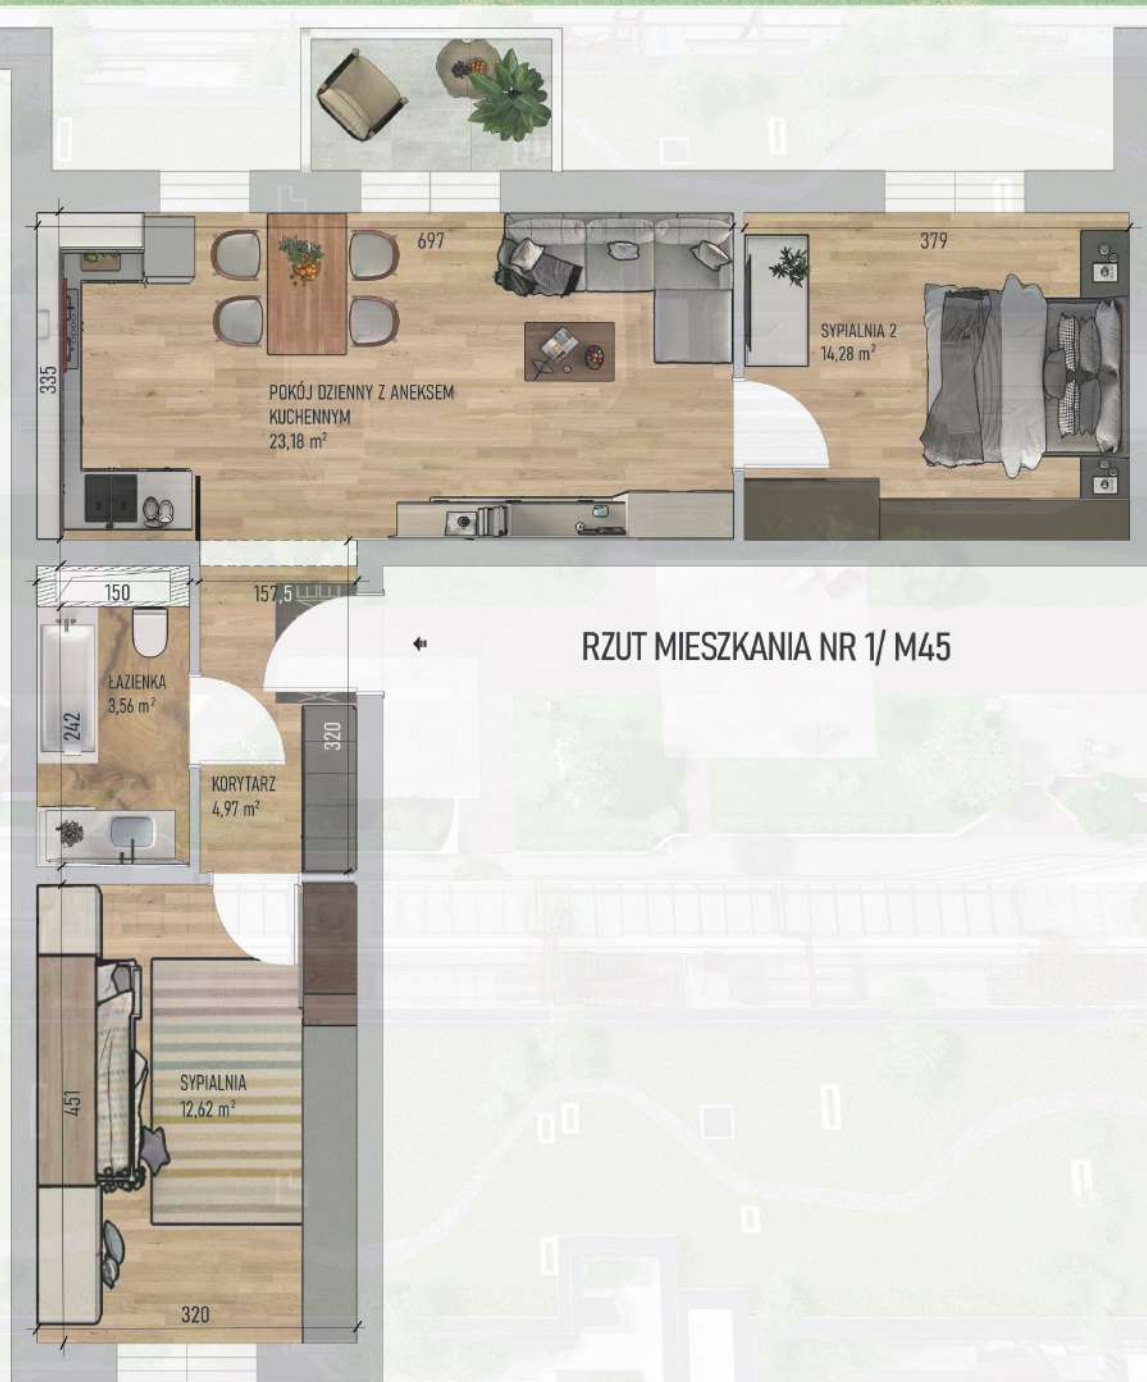 697
379
335
SYPIALNIA 2
14,28 m²
POKÓJ DZIENNY Z ANEKSEM
KUCHENNYM
23,18 m²
150
157,5
RZUT MIESZKANIA NR 1/ M45
ŁAZIENKA
3,56 m²
242
320
KORYTARZ
4,97 m²
SYPIALNIA
12,62 m²
451
320